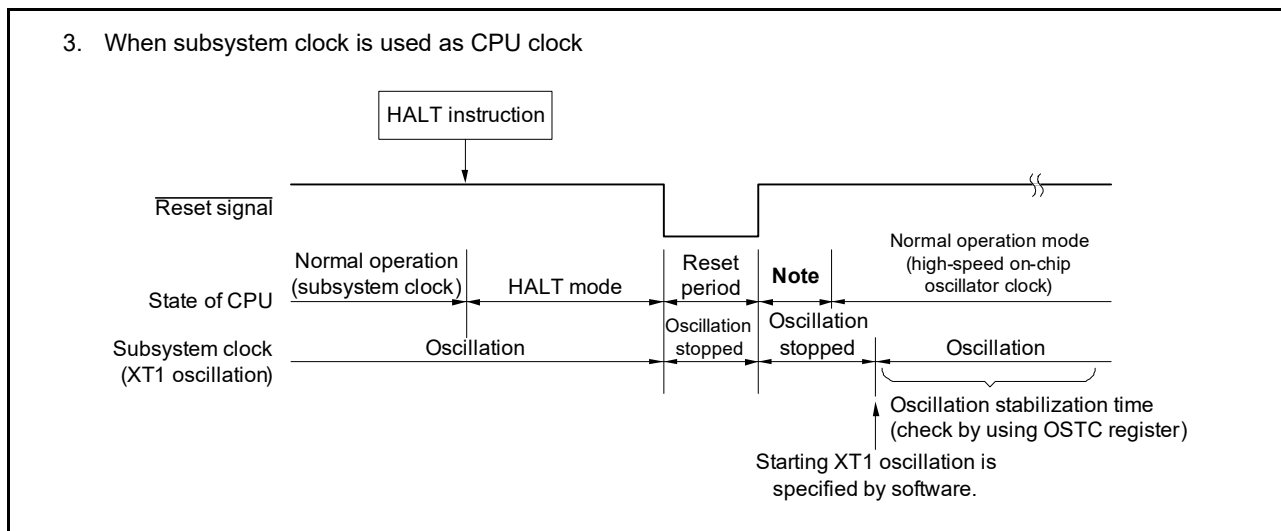 3. When subsystem clock is used as CPU clock
HALT instruction
Reset signal
Normal operation
(subsystem clock)
HALT mode
Reset
period
Note
Normal operation mode
(high-speed on-chip
oscillator clock)
State of CPU
Subsystem clock
(XT1 oscillation)
Oscillation
Oscillation
stopped
Oscillation
stopped
Oscillation
Oscillation stabilization time
(check by using OSTC register)
Starting XT1 oscillation is
specified by software.